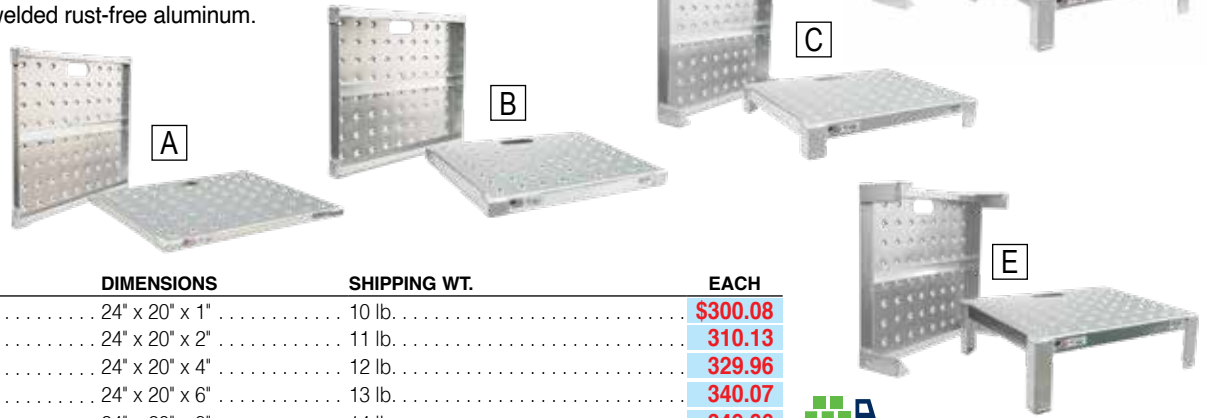 welded rust-free aluminum.
A
B
C
E
DIMENSIONS SHIPPING WT. EACH
24" x 20" x 1" 10 lb. $300.08
24" x 20" x 2" 11 lb. 310.13
24" x 20" x 4" 12 lb. 329.96
24" x 20" x 6" 13 lb. 340.07